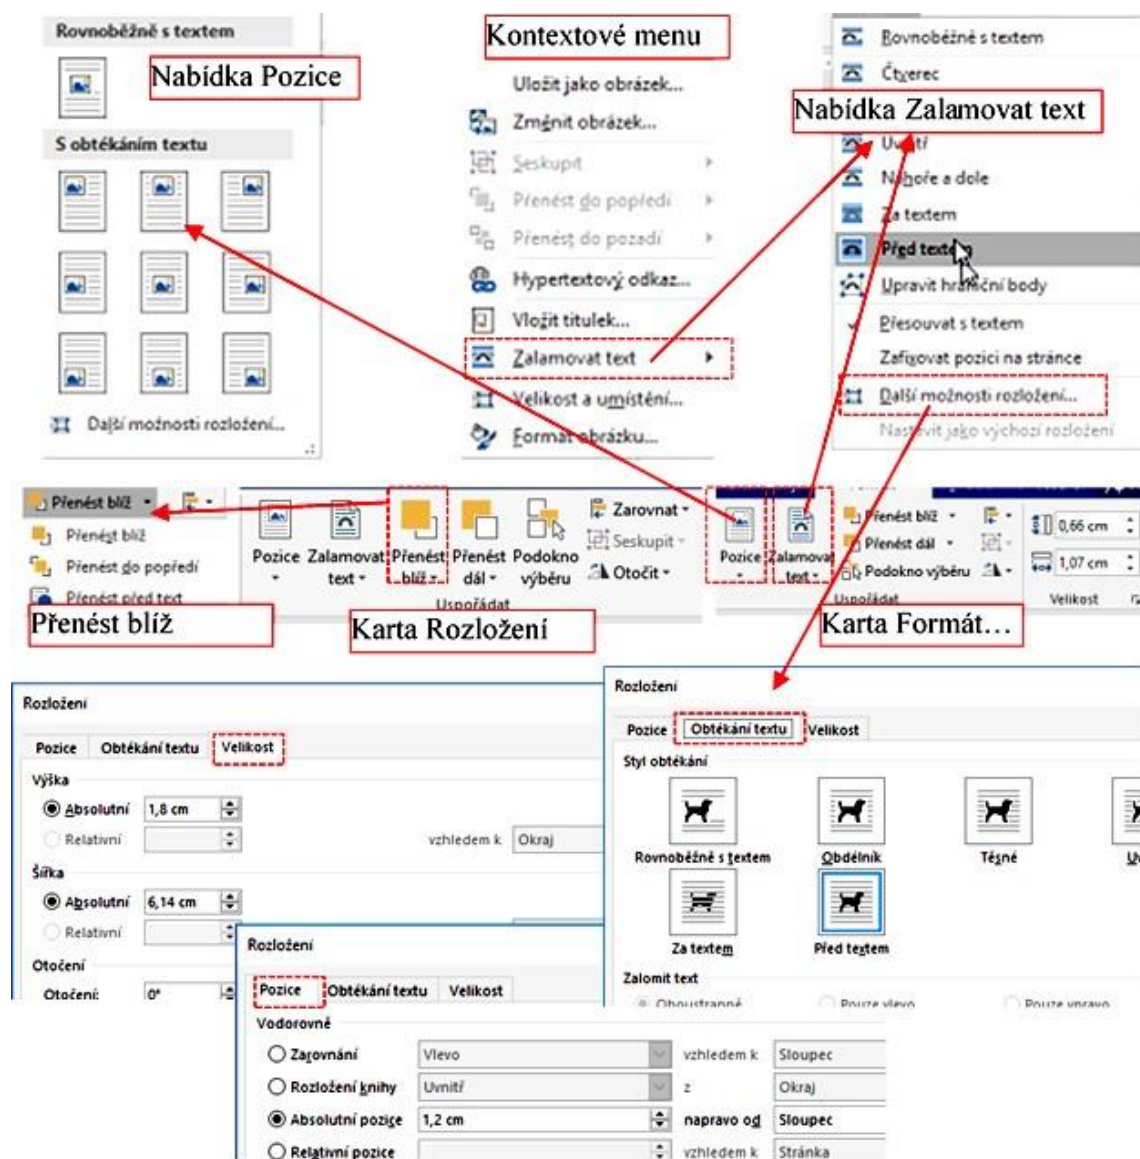 Rovnoběžně s textem
Nabídka Pozice
S obtékáním textu
Další možnosti rozložení...
Kontextové menu
Uložit jako obrázek...
Změnit obrázek...
Seskupit
Přenést do popředí
Přenést do pozadí
Hypertextový odkaz...
Vložit titulek...
Zalamovat text
Velikost a umístění...
Formát obrázku...
Rovnoběžně s textem
Čtverec
Nabídka Zalamovat text
Uvnitř
Nahoře a dole
Za textem
Před textem
Upravit hraniční body
Přesouvat s textem
Zafixovat pozici na stránce
Další možnosti rozložení...
Nastavit jako výchozí rozložení
Přenést blíž
Přenést blíž
Přenést do popředí
Přenést před text
Přenést blíž
Pozice Zalamovat text Přenést blíž Přenést dál Podokno výběru
Zarovnat
Seskupit
Otočit
Uspořádat
Karta Rozložení
Pozice Zalamovat text
Přenést blíž
Přenést dál
Podokno výběru
0,66 cm
1,07 cm
Uspořádat
Velikost
Karta Formát...
Rozložení
Pozice Obtékání textu Velikost
Výška
Absolutní 1,8 cm
Relativní vzhledem k Okraj
Šířka
Absolutní 6,14 cm
Relativní
Otočení
Otočení: 0°
Rozložení
Pozice Obtékání textu Velikost
Styl obtékání
Rovnoběžně s textem Obdélník Těsné
Za textem Před textem
Zalomit text
Oboustranně Pouze vlevo Pouze vpravo
Rozložení
Pozice Obtékání textu Velikost
Vodorovně
Zarovnání Vlevo vzhledem k Sloupec
Rozložení knihy Uvnitř z Okraj
Absolutní pozice 1,2 cm napravo od Sloupec
Relativní pozice vzhledem k Stránka